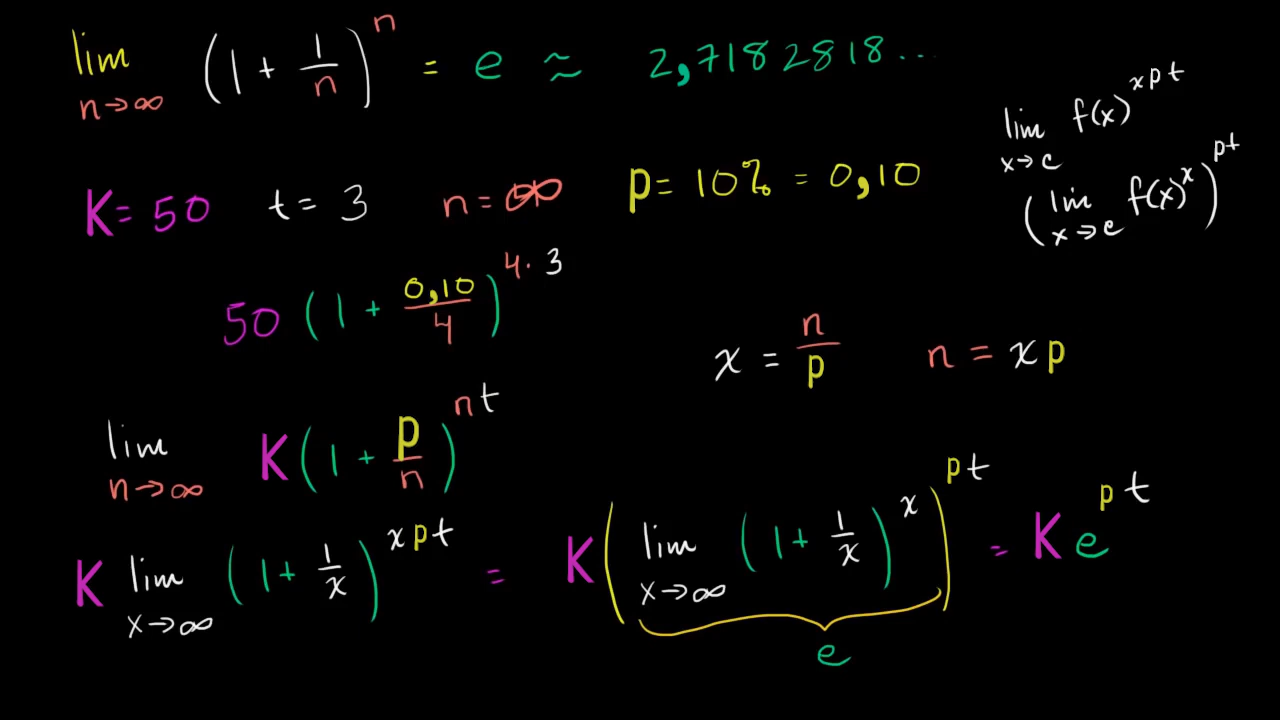 lim n→∞ (1 + 1/n)^n = e ≈ 2,7182818...
lim x→c f(x)^xpt
(lim x→c f(x)^x)^pt
K = 50 t = 3 n = ∞ p = 10% = 0,10
50 (1 + 0,10/4)^4·3
x = n/p n = xp
lim n→∞ K(1 + p/n)^nt
K lim x→∞ (1 + 1/x)^xpt = K(lim x→∞ (1 + 1/x)^x)^pt = Ke^pt
e